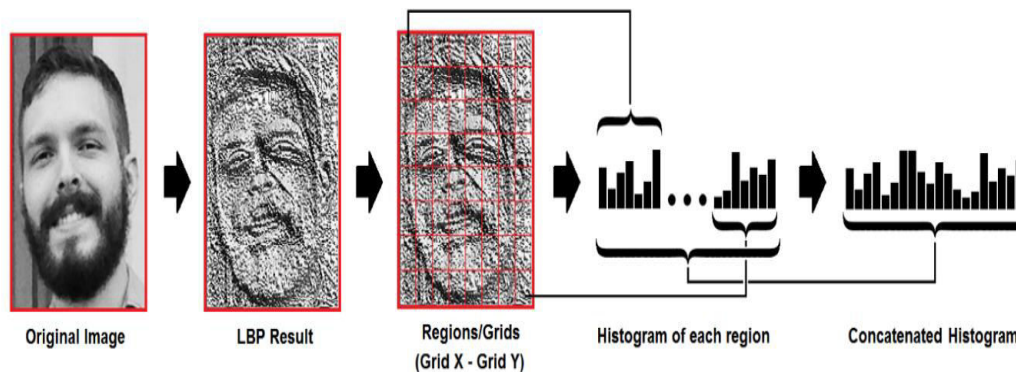 Original Image
LBP Result
Regions/Grids
(Grid X - Grid Y)
Histogram of each region
Concatenated Histogram